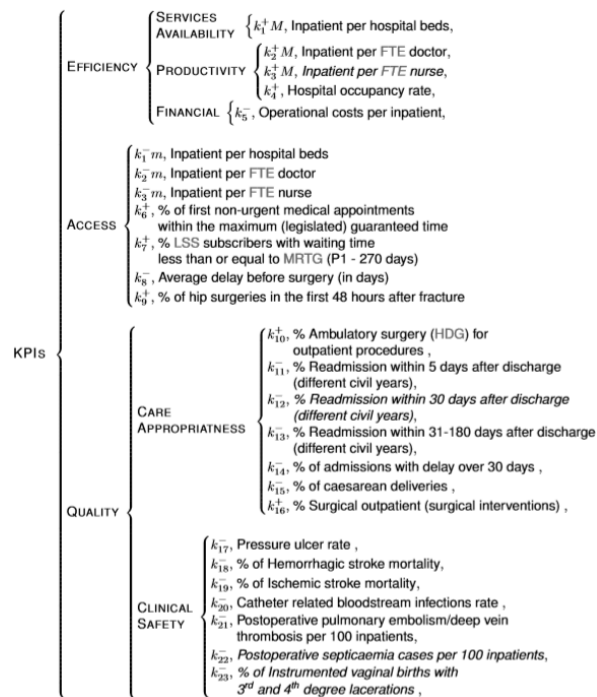 SERVICES
AVAILABILITY { k₁⁺M, Inpatient per hospital beds,
EFFICIENCY
PRODUCTIVITY
k₂⁺M, Inpatient per FTE doctor,
k₃⁺M, Inpatient per FTE nurse,
k₄⁺, Hospital occupancy rate,
FINANCIAL { k₅⁻, Operational costs per inpatient,
ACCESS
k₁⁻m, Inpatient per hospital beds
k₂⁻m, Inpatient per FTE doctor
k₃⁻m, Inpatient per FTE nurse
k₆⁺, % of first non-urgent medical appointments
within the maximum (legislated) guaranteed time
k₇⁺, % LSS subscribers with waiting time
less than or equal to MRTG (P1 - 270 days)
k₈⁻, Average delay before surgery (in days)
k₉⁺, % of hip surgeries in the first 48 hours after fracture
KPIs
QUALITY
CARE
APPROPRIATNESS
k₁₀⁺, % Ambulatory surgery (HDG) for
outpatient procedures ,
k₁₁⁻, % Readmission within 5 days after discharge
(different civil years),
k₁₂⁻, % Readmission within 30 days after discharge
(different civil years),
k₁₃⁻, % Readmission within 31-180 days after discharge
(different civil years),
k₁₄⁻, % of admissions with delay over 30 days ,
k₁₅⁻, % of caesarean deliveries ,
k₁₆⁺, % Surgical outpatient (surgical interventions) ,
CLINICAL
SAFETY
k₁₇⁻, Pressure ulcer rate ,
k₁₈⁻, % of Hemorrhagic stroke mortality,
k₁₉⁻, % of Ischemic stroke mortality,
k₂₀⁻, Catheter related bloodstream infections rate ,
k₂₁⁻, Postoperative pulmonary embolism/deep vein
thrombosis per 100 inpatients,
k₂₂⁻, Postoperative septicaemia cases per 100 inpatients,
k₂₃⁻, % of Instrumented vaginal births with
3ʳᵈ and 4ᵗʰ degree lacerations ,